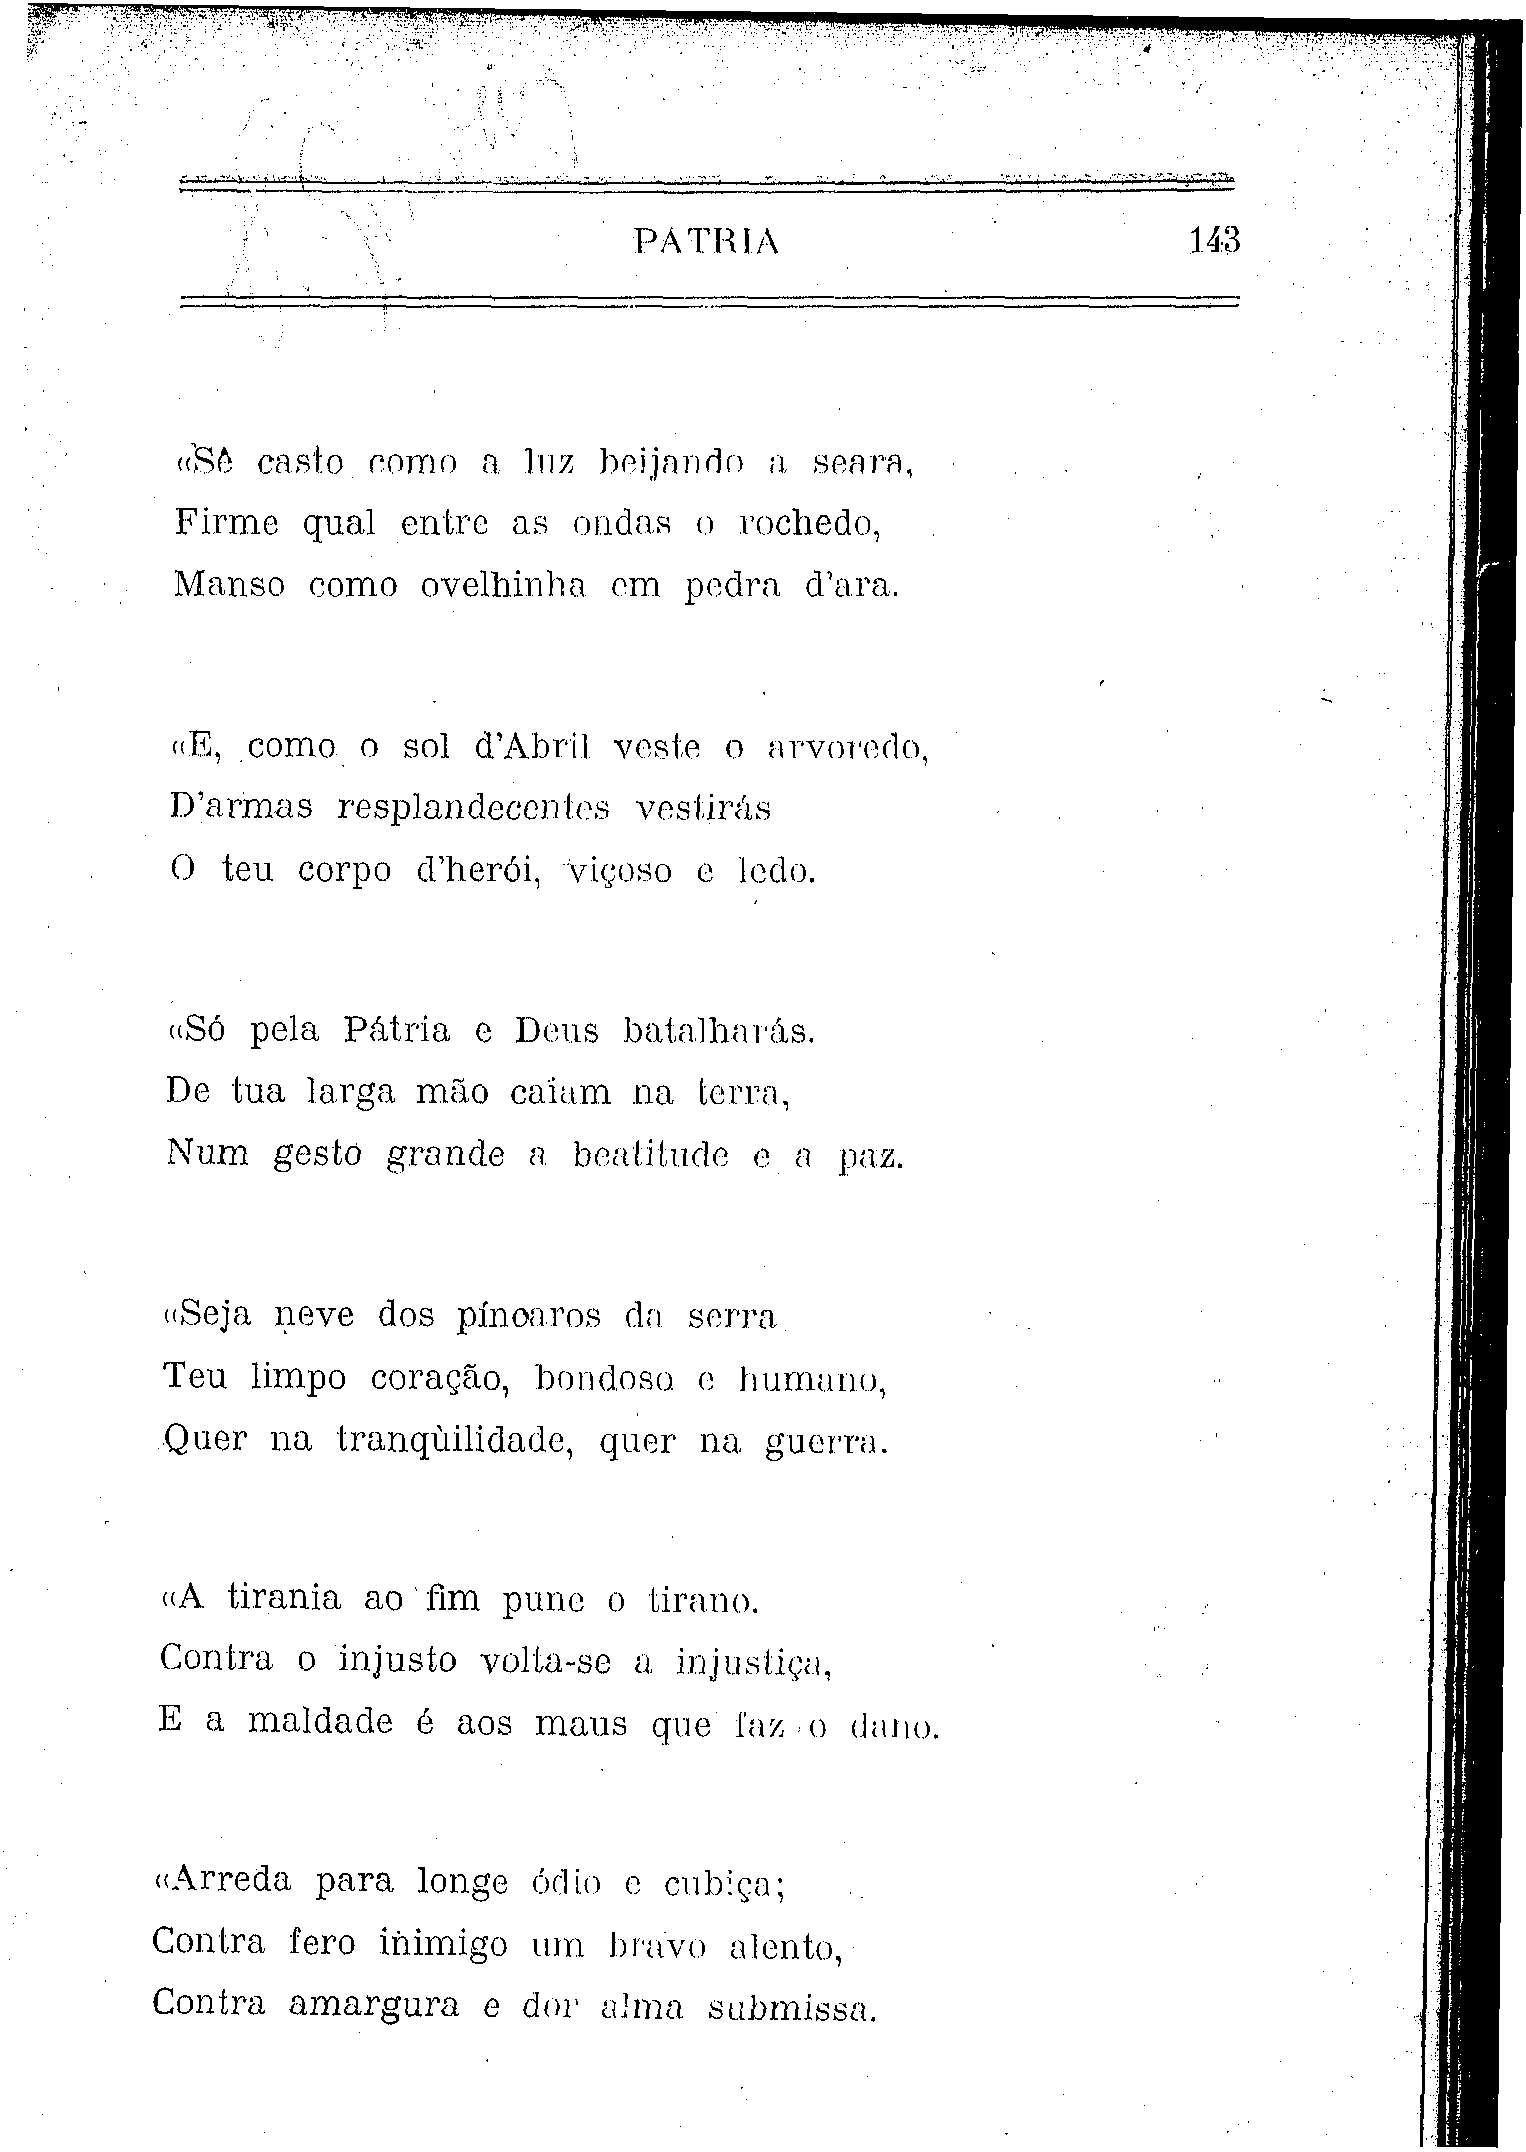 PATRIA 143
«Sê casto como a luz beijando a seara,
Firme qual entre as ondas o rochedo,
Manso como ovelhinha em pedra d'ara.
«E, como o sol d'Abril veste o arvoredo,
D'armas resplandecentes vestirás
O teu corpo d'herói, viçoso e ledo.
«Só pela Pátria e Deus batalharás.
De tua larga mão caiam na terra,
Num gesto grande a beatitude e a paz.
«Seja neve dos píncaros da serra
Teu limpo coração, bondoso e humano,
Quer na tranqùilidade, quer na guerra.
«A tirania ao fim pune o tirano.
Contra o injusto volta-se a injustiça,
E a maldade é aos maus que faz o dano.
«Arreda para longe ódio e cubiça;
Contra fero inimigo um bravo alento,
Contra amargura e dor alma submissa.